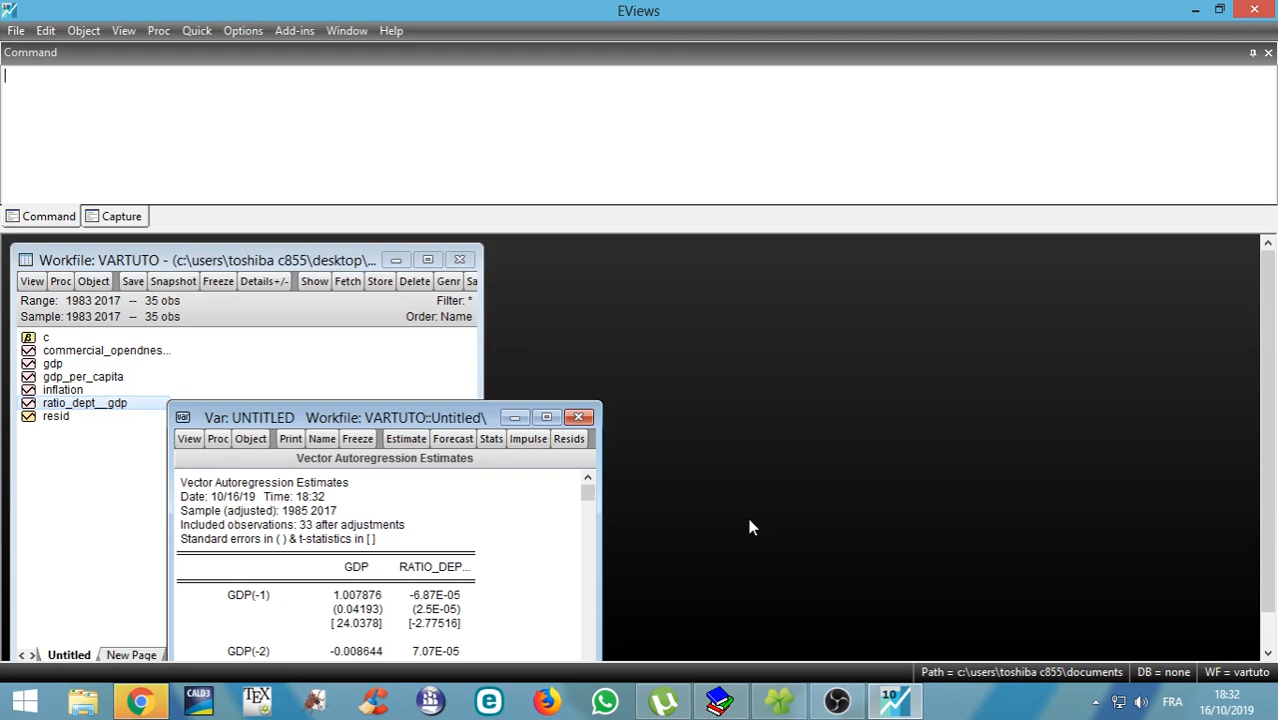 EViews
File Edit Object View Proc Quick Options Add-ins Window Help
Command
Command Capture
Workfile: VARTUTO - (c:\users\toshiba c855\desktop\...
View Proc Object Save Snapshot Freeze Details+/- Show Fetch Store Delete Genr Sa
Range: 1983 2017 -- 35 obs Filter: *
Sample: 1983 2017 -- 35 obs Order: Name
c
commercial_opendnes...
gdp
gdp_per_capita
inflation
ratio_dept__gdp
resid
Untitled New Page
Var: UNTITLED Workfile: VARTUTO::Untitled\
View Proc Object Print Name Freeze Estimate Forecast Stats Impulse Resids
Vector Autoregression Estimates
Vector Autoregression Estimates
Date: 10/16/19 Time: 18:32
Sample (adjusted): 1985 2017
Included observations: 33 after adjustments
Standard errors in ( ) & t-statistics in [ ]
GDP RATIO_DEP...
GDP(-1) 1.007876 -6.87E-05
(0.04193) (2.5E-05)
[ 24.0378] [-2.77516]
GDP(-2) -0.008644 7.07E-05
Path = c:\users\toshiba c855\documents DB = none WF = vartuto
CALD3
TEX
10
FRA
18:32
16/10/2019